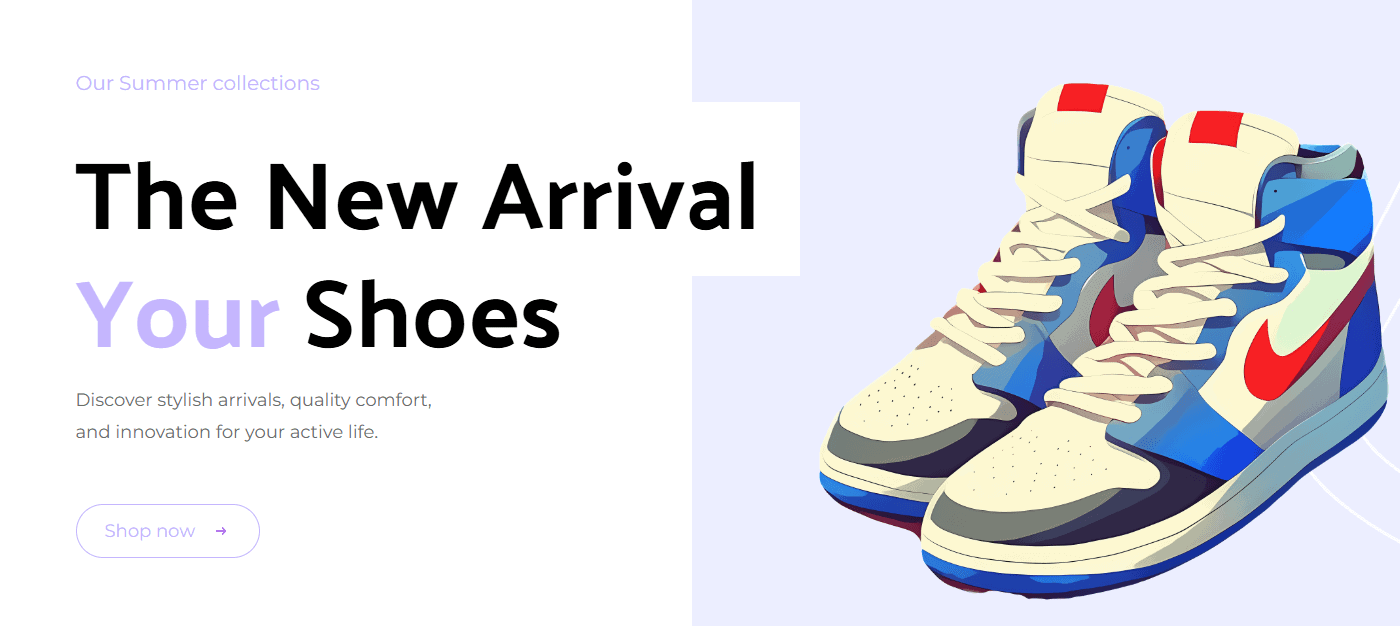 Our Summer collections
The New Arrival
Your Shoes
Discover stylish arrivals, quality comfort,
and innovation for your active life.
Shop now →